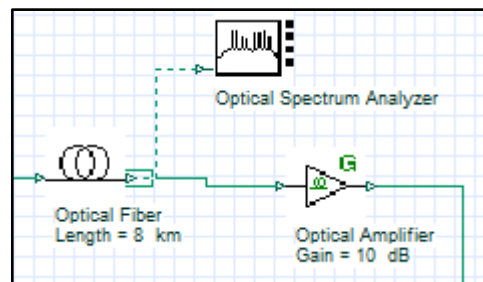 Optical Spectrum Analyzer
G
Optical Fiber
Length = 8 km
Optical Amplifier
Gain = 10 dB